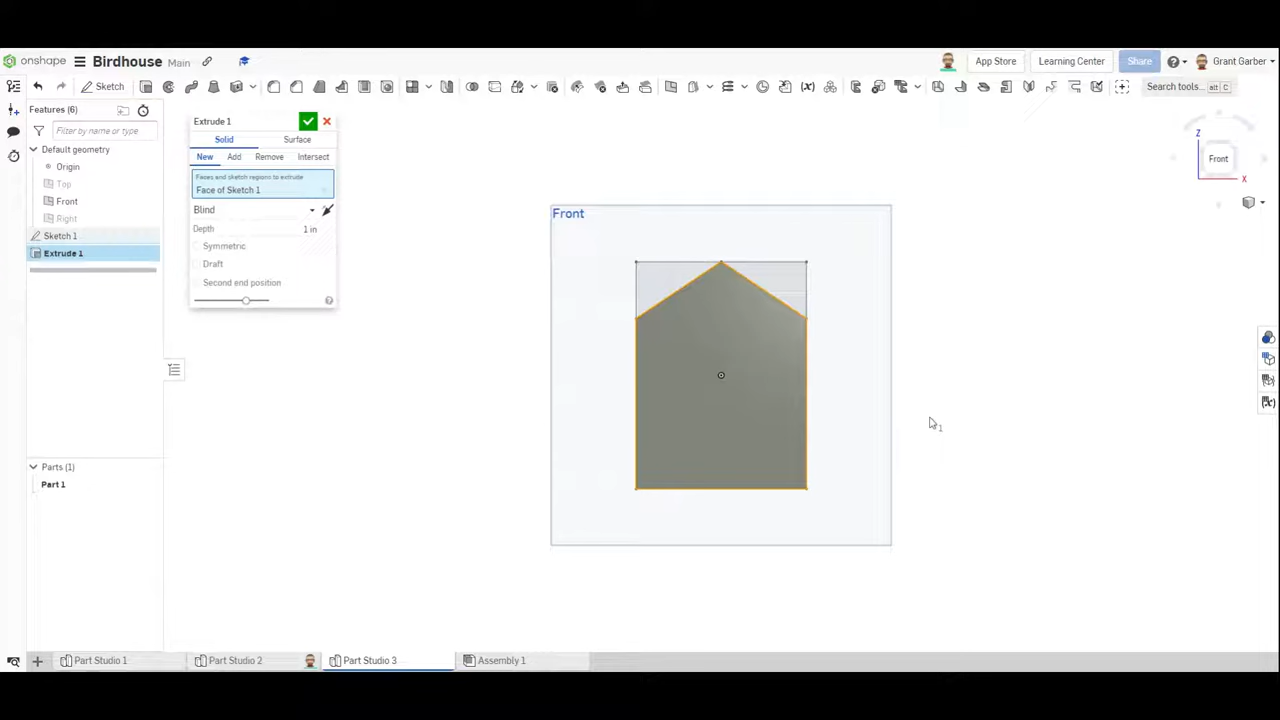 onshape Birdhouse Main App Store Learning Center Share Grant Garber
Sketch Search tools... alt C
Features (6)
Filter by name or type
Default geometry
Origin
Top
Front
Right
Sketch 1
Extrude 1
Parts (1)
Part 1
Extrude 1
Solid Surface
New Add Remove Intersect
Faces and sketch regions to extrude
Face of Sketch 1
Blind
Depth 1 in
Symmetric
Draft
Second end position
Front
1
Z
Front
X
Part Studio 1 Part Studio 2 Part Studio 3 Assembly 1